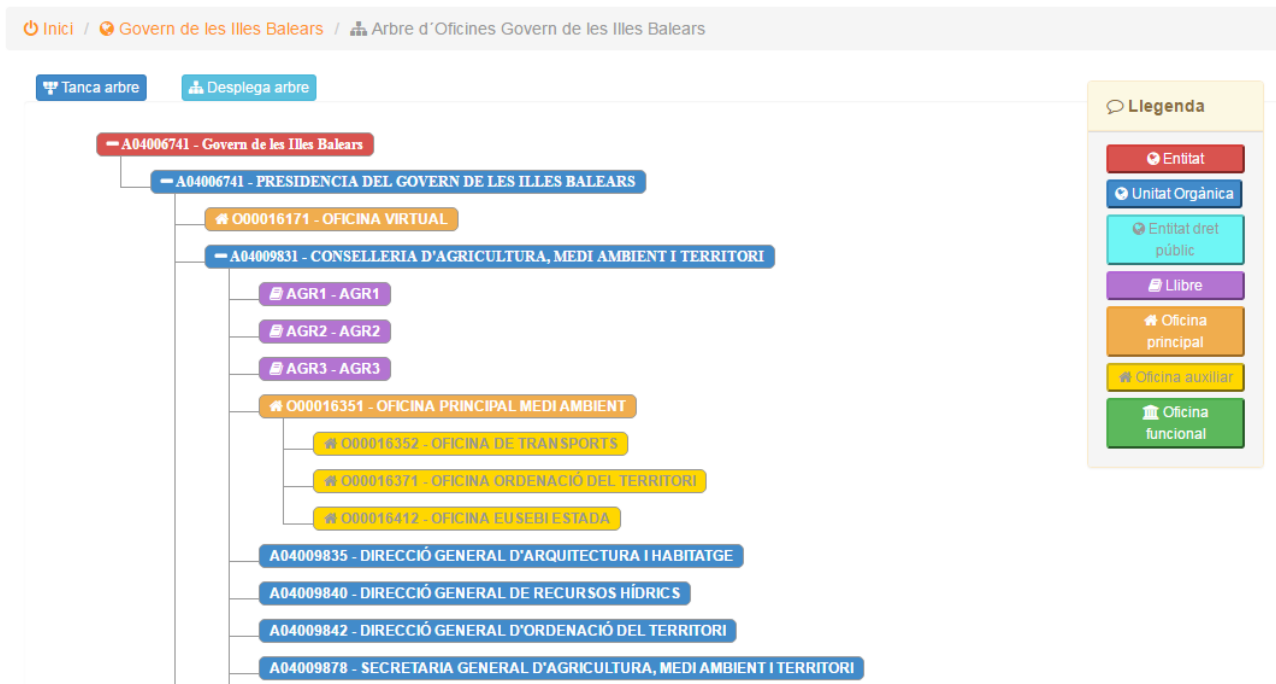 Inici / Govern de les Illes Balears / Arbre d´Oficines Govern de les Illes Balears
Tanca arbre
Desplega arbre
A04006741 - Govern de les Illes Balears
A04006741 - PRESIDENCIA DEL GOVERN DE LES ILLES BALEARS
O00016171 - OFICINA VIRTUAL
A04009831 - CONSELLERIA D'AGRICULTURA, MEDI AMBIENT I TERRITORI
AGR1 - AGR1
AGR2 - AGR2
AGR3 - AGR3
O00016351 - OFICINA PRINCIPAL MEDI AMBIENT
O00016352 - OFICINA DE TRANSPORTS
O00016371 - OFICINA ORDENACIÓ DEL TERRITORI
O00016412 - OFICINA EUSEBI ESTADA
A04009835 - DIRECCIÓ GENERAL D'ARQUITECTURA I HABITATGE
A04009840 - DIRECCIÓ GENERAL DE RECURSOS HÍDRICS
A04009842 - DIRECCIÓ GENERAL D'ORDENACIÓ DEL TERRITORI
A04009878 - SECRETARIA GENERAL D'AGRICULTURA, MEDI AMBIENT I TERRITORI
Llegenda
Entitat
Unitat Orgànica
Entitat dret
públic
Llibre
Oficina
principal
Oficina auxiliar
Oficina
funcional